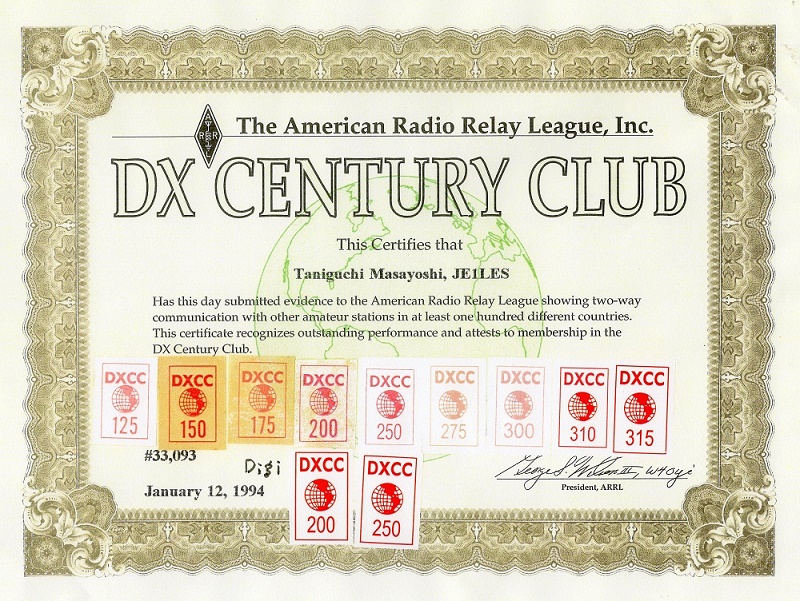 The American Radio Relay League, Inc.
DX CENTURY CLUB
This Certifies that
Taniguchi Masayoshi, JE1LES
Has this day submitted evidence to the American Radio Relay League showing two-way
communication with other amateur stations in at least one hundred different countries.
This certificate recognizes outstanding performance and attests to membership in the
DX Century Club.
DXCC 125
DXCC 150
DXCC 175
DXCC 200
DXCC 250
DXCC 275
DXCC 300
DXCC 310
DXCC 315
#33,093
Digi
January 12, 1994
DXCC 200
DXCC 250
President, ARRL